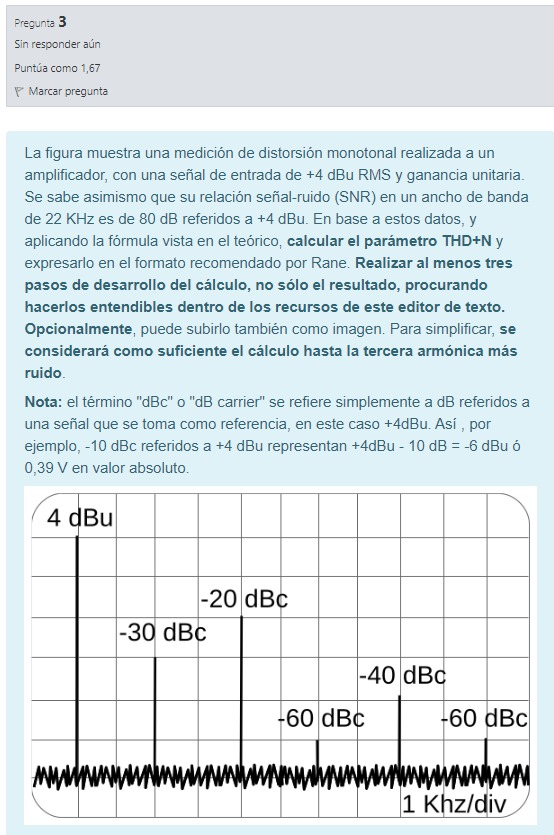 Pregunta 3
Sin responder aún
Puntúa como 1,67
Marcar pregunta
La figura muestra una medición de distorsión monotonal realizada a un
amplificador, con una señal de entrada de +4 dBu RMS y ganancia unitaria.
Se sabe asimismo que su relación señal-ruido (SNR) en un ancho de banda
de 22 KHz es de 80 dB referidos a +4 dBu. En base a estos datos, y
aplicando la fórmula vista en el teórico, calcular el parámetro THD+N y
expresarlo en el formato recomendado por Rane. Realizar al menos tres
pasos de desarrollo del cálculo, no sólo el resultado, procurando
hacerlos entendibles dentro de los recursos de este editor de texto.
Opcionalmente, puede subirlo también como imagen. Para simplificar, se
considerará como suficiente el cálculo hasta la tercera armónica más
ruido.
Nota: el término "dBc" o "dB carrier" se refiere simplemente a dB referidos a
una señal que se toma como referencia, en este caso +4dBu. Así , por
ejemplo, -10 dBc referidos a +4 dBu representan +4dBu - 10 dB = -6 dBu ó
0,39 V en valor absoluto.
4 dBu
-20 dBc
-30 dBc
-40 dBc
-60 dBc
-60 dBc
1 Khz/div